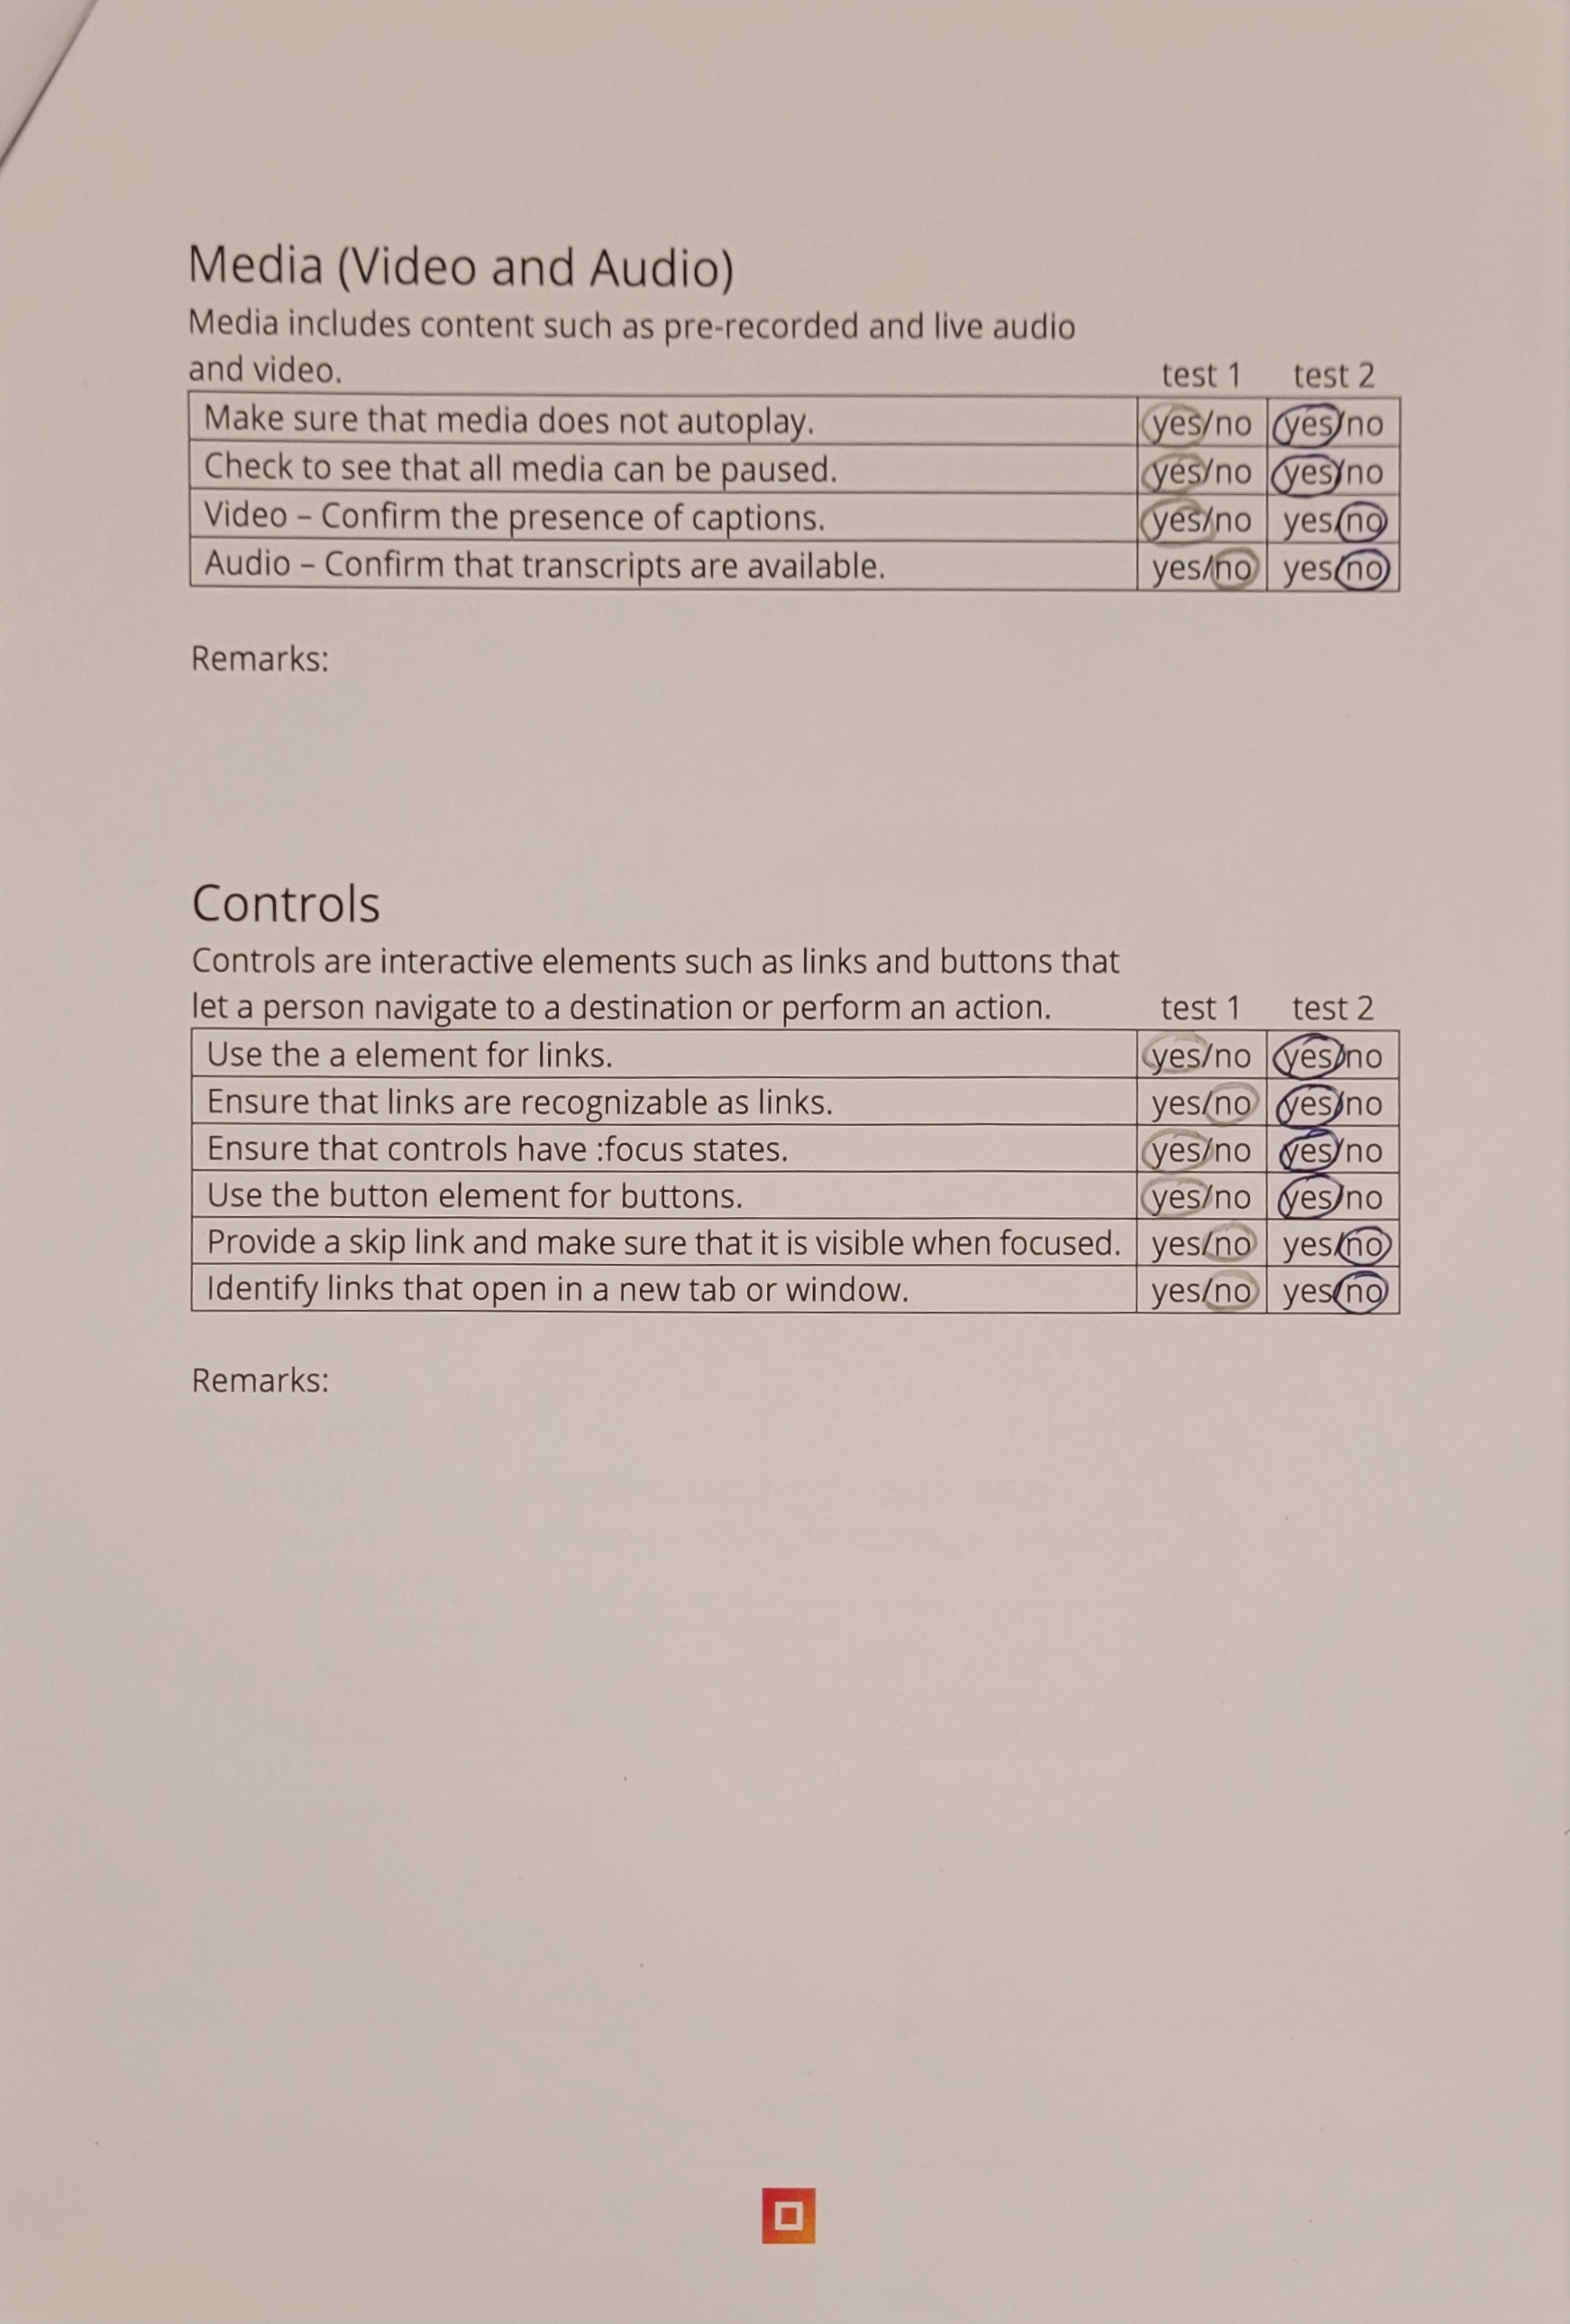 Media (Video and Audio)
Media includes content such as pre-recorded and live audio
and video. test 1 test 2
Make sure that media does not autoplay. yes/no yes/no
Check to see that all media can be paused. yes/no yes/no
Video – Confirm the presence of captions. yes/no yes/no
Audio – Confirm that transcripts are available. yes/no yes/no
Remarks:
Controls
Controls are interactive elements such as links and buttons that
let a person navigate to a destination or perform an action. test 1 test 2
Use the a element for links. yes/no yes/no
Ensure that links are recognizable as links. yes/no yes/no
Ensure that controls have :focus states. yes/no yes/no
Use the button element for buttons. yes/no yes/no
Provide a skip link and make sure that it is visible when focused. yes/no yes/no
Identify links that open in a new tab or window. yes/no yes/no
Remarks: